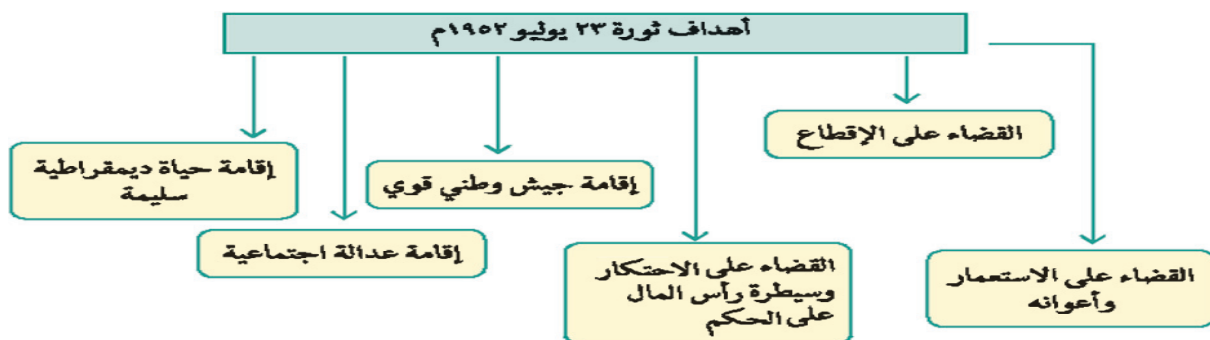 أهداف ثورة ٢٣ يوليو ١٩٥٢م
القضاء على الاستعمار
وأعوانه
القضاء على الإقطاع
القضاء على الاحتكار
وسيطرة رأس المال
على الحكم
إقامة جيش وطني قوي
إقامة عدالة اجتماعية
إقامة حياة ديمقراطية
سليمة